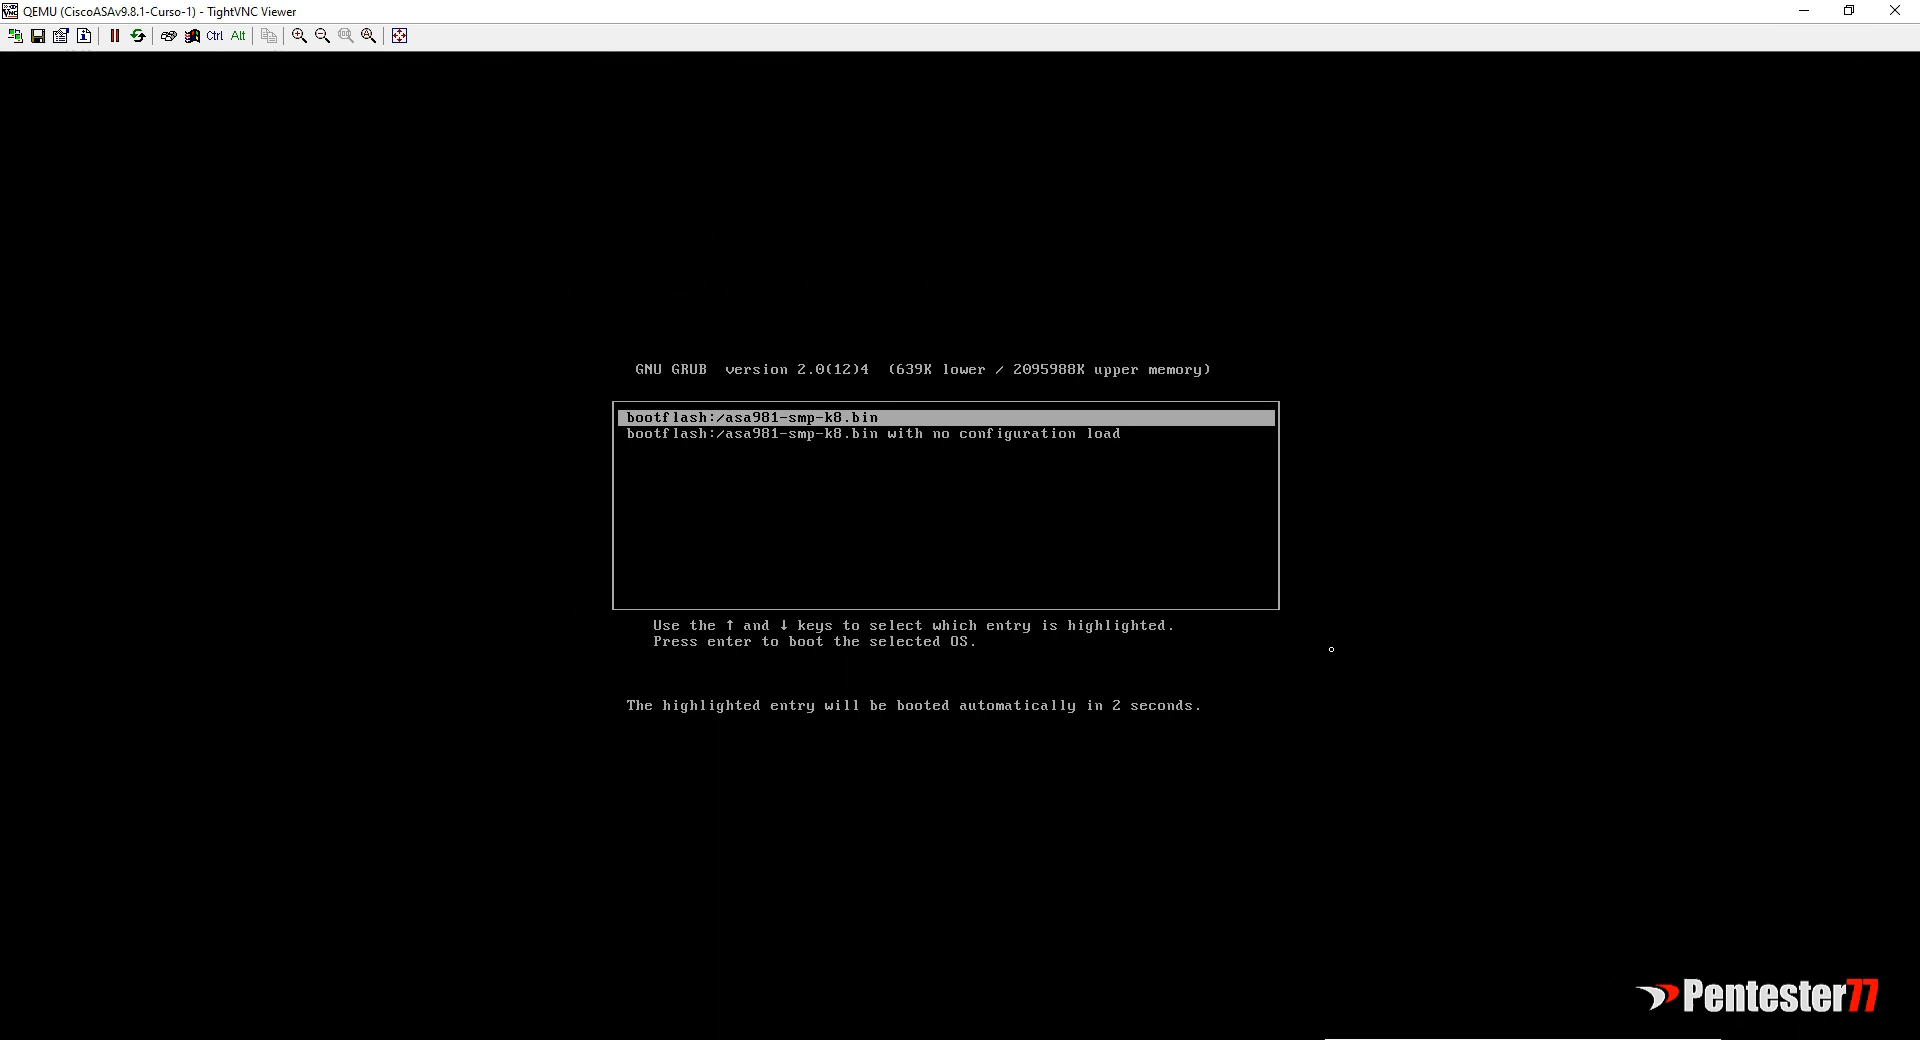 QEMU (CiscoASAv9.8.1-Curso-1) - TightVNC Viewer
Ctrl Alt
GNU GRUB version 2.0(12)4 (639K lower / 2095988K upper memory)
bootflash:/asa981-smp-k8.bin
bootflash:/asa981-smp-k8.bin with no configuration load
Use the ↑ and ↓ keys to select which entry is highlighted.
Press enter to boot the selected OS.
The highlighted entry will be booted automatically in 2 seconds.
Pentester77